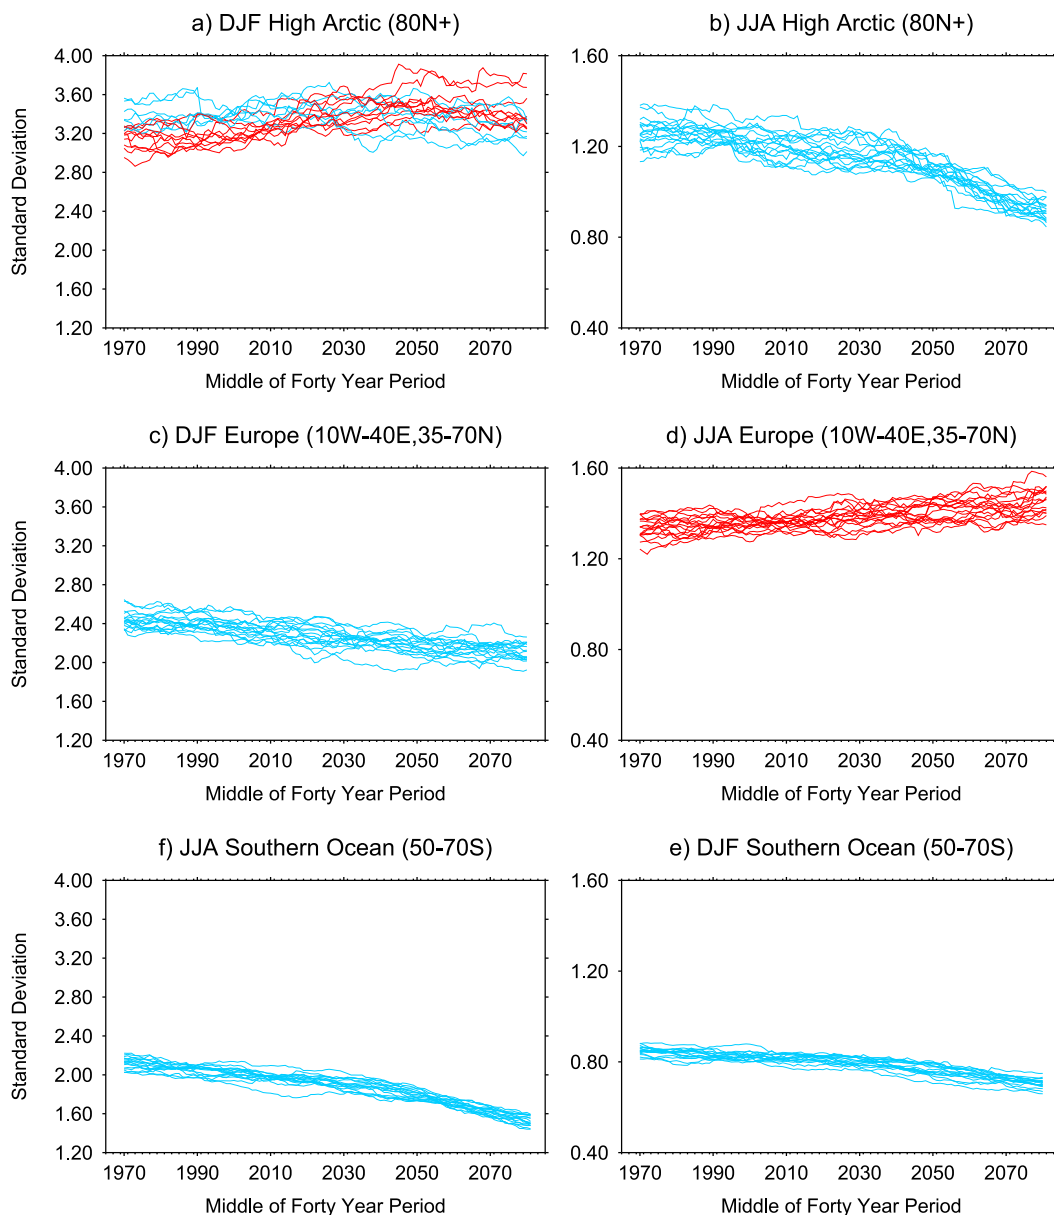 a) DJF High Arctic (80N+)
4.00
3.60
3.20
2.80
2.40
2.00
1.60
1.20
Standard Deviation
1970 1990 2010 2030 2050 2070
Middle of Forty Year Period
b) JJA High Arctic (80N+)
1.60
1.20
0.80
0.40
1970 1990 2010 2030 2050 2070
Middle of Forty Year Period
c) DJF Europe (10W-40E,35-70N)
4.00
3.60
3.20
2.80
2.40
2.00
1.60
1.20
Standard Deviation
1970 1990 2010 2030 2050 2070
Middle of Forty Year Period
d) JJA Europe (10W-40E,35-70N)
1.60
1.20
0.80
0.40
1970 1990 2010 2030 2050 2070
Middle of Forty Year Period
f) JJA Southern Ocean (50-70S)
4.00
3.60
3.20
2.80
2.40
2.00
1.60
1.20
Standard Deviation
1970 1990 2010 2030 2050 2070
Middle of Forty Year Period
e) DJF Southern Ocean (50-70S)
1.60
1.20
0.80
0.40
1970 1990 2010 2030 2050 2070
Middle of Forty Year Period